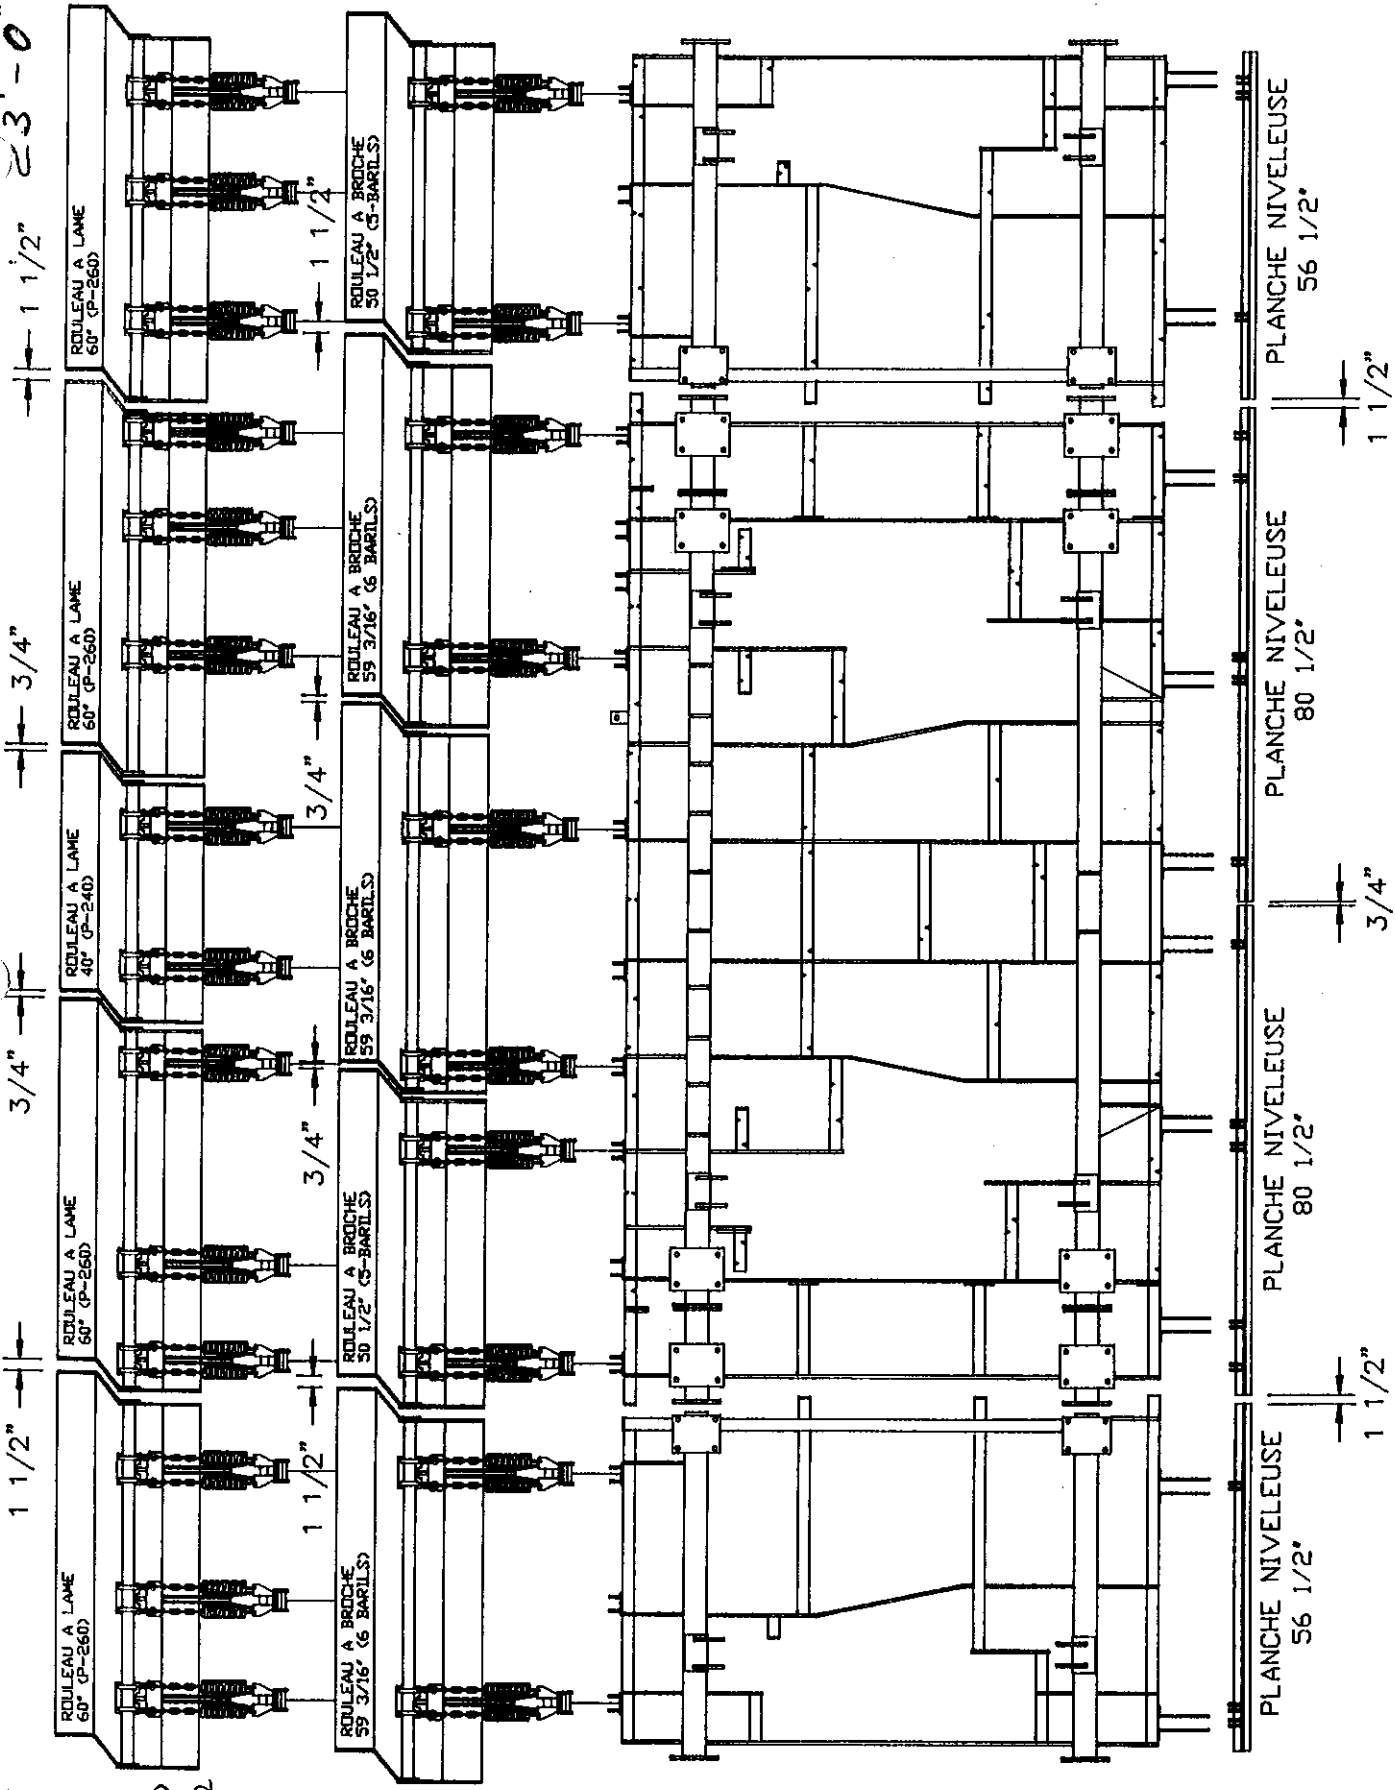 23'-0"
1 1/2"
3/4"
3/4"
1 1/2"
ROULEAU A LAME
60" (P-260)
ROULEAU A LAME
60" (P-260)
ROULEAU A LAME
40" (P-240)
ROULEAU A LAME
60" (P-260)
ROULEAU A LAME
60" (P-260)
1 1/2"
3/4"
3/4"
1 1/2"
ROULEAU A BROCHE
59 3/16" (6 BARILS)
ROULEAU A BROCHE
50 1/2" (5-BARILS)
ROULEAU A BROCHE
59 3/16" (6 BARILS)
ROULEAU A BROCHE
59 3/16" (6 BARILS)
ROULEAU A BROCHE
50 1/2" (5-BARILS)
PLANCHE NIVELEUSE
56 1/2"
PLANCHE NIVELEUSE
80 1/2"
PLANCHE NIVELEUSE
80 1/2"
PLANCHE NIVELEUSE
56 1/2"
1 1/2"
3/4"
1 1/2"